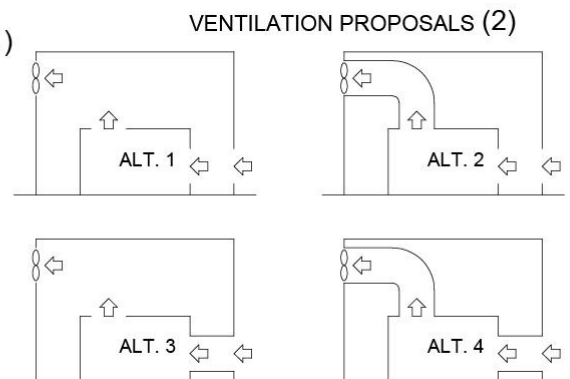 VENTILATION PROPOSALS (2)
)
ALT. 1
ALT. 2
ALT. 3
ALT. 4